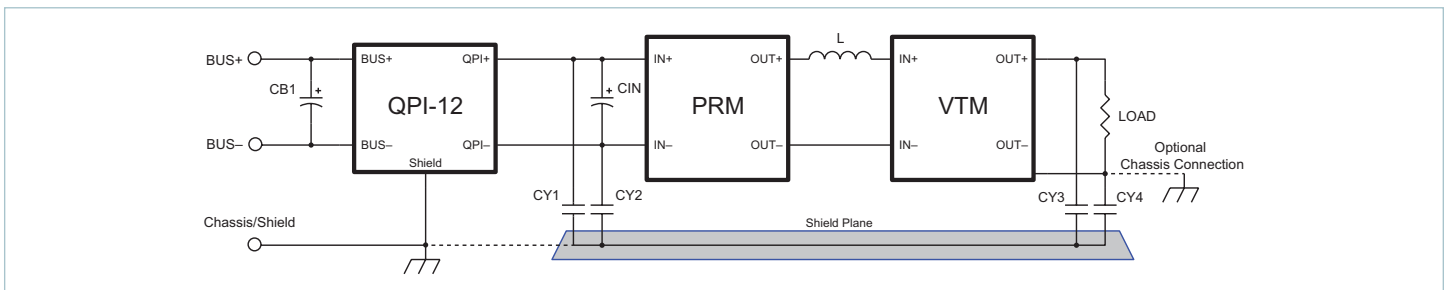 L
BUS+
BUS+
QPI+
IN+
OUT+
IN+
OUT+
CB1
+
QPI-12
+
CIN
PRM
VTM
LOAD
BUS–
BUS–
QPI–
IN–
OUT–
IN–
OUT–
Shield
Optional
Chassis Connection
CY1
CY2
CY3
CY4
Chassis/Shield
Shield Plane